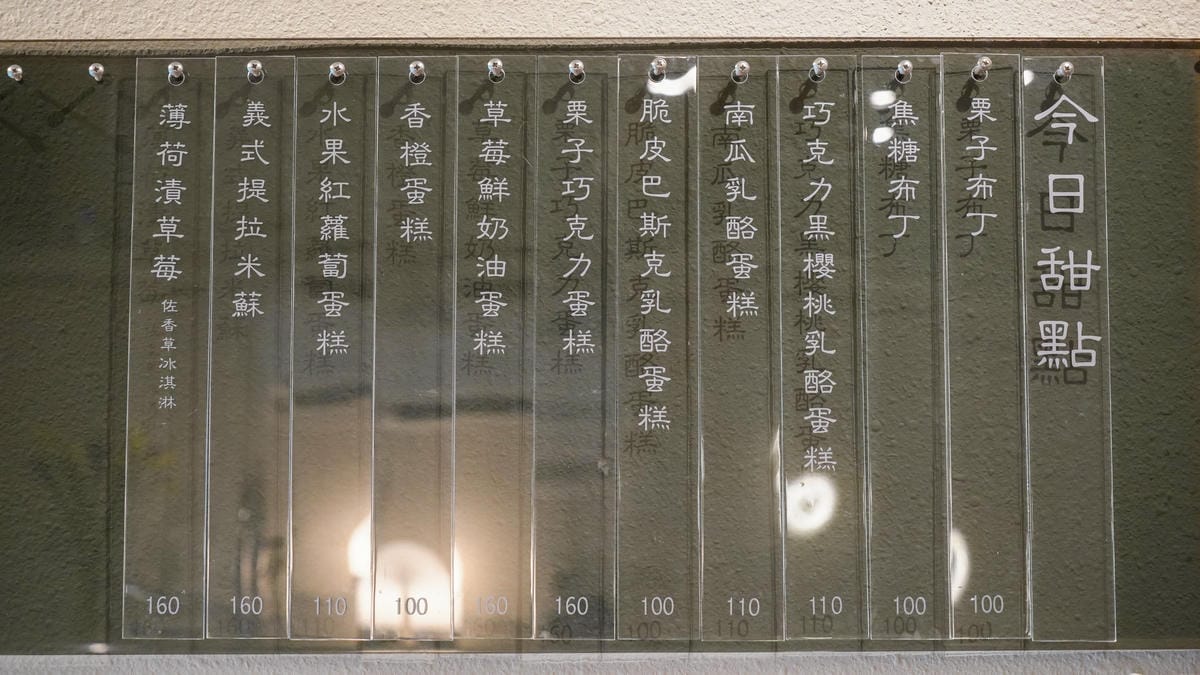 今日甜點
栗子布丁 100
焦糖布丁 100
巧克力黑櫻桃乳酪蛋糕 110
南瓜乳酪蛋糕 110
脆皮巴斯克乳酪蛋糕 100
栗子巧克力蛋糕 160
草莓鮮奶油蛋糕 160
香橙蛋糕 100
水果紅蘿蔔蛋糕 110
義式提拉米蘇 160
薄荷漬草莓 佐香草冰淇淋 160